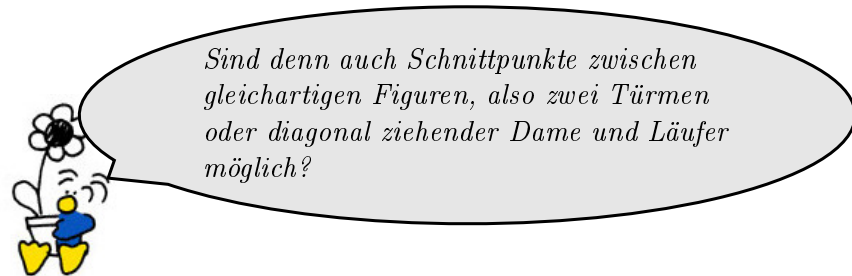 Sind denn auch Schnittpunkte zwischen
gleichartigen Figuren, also zwei Türmen
oder diagonal ziehender Dame und Läufer
möglich?